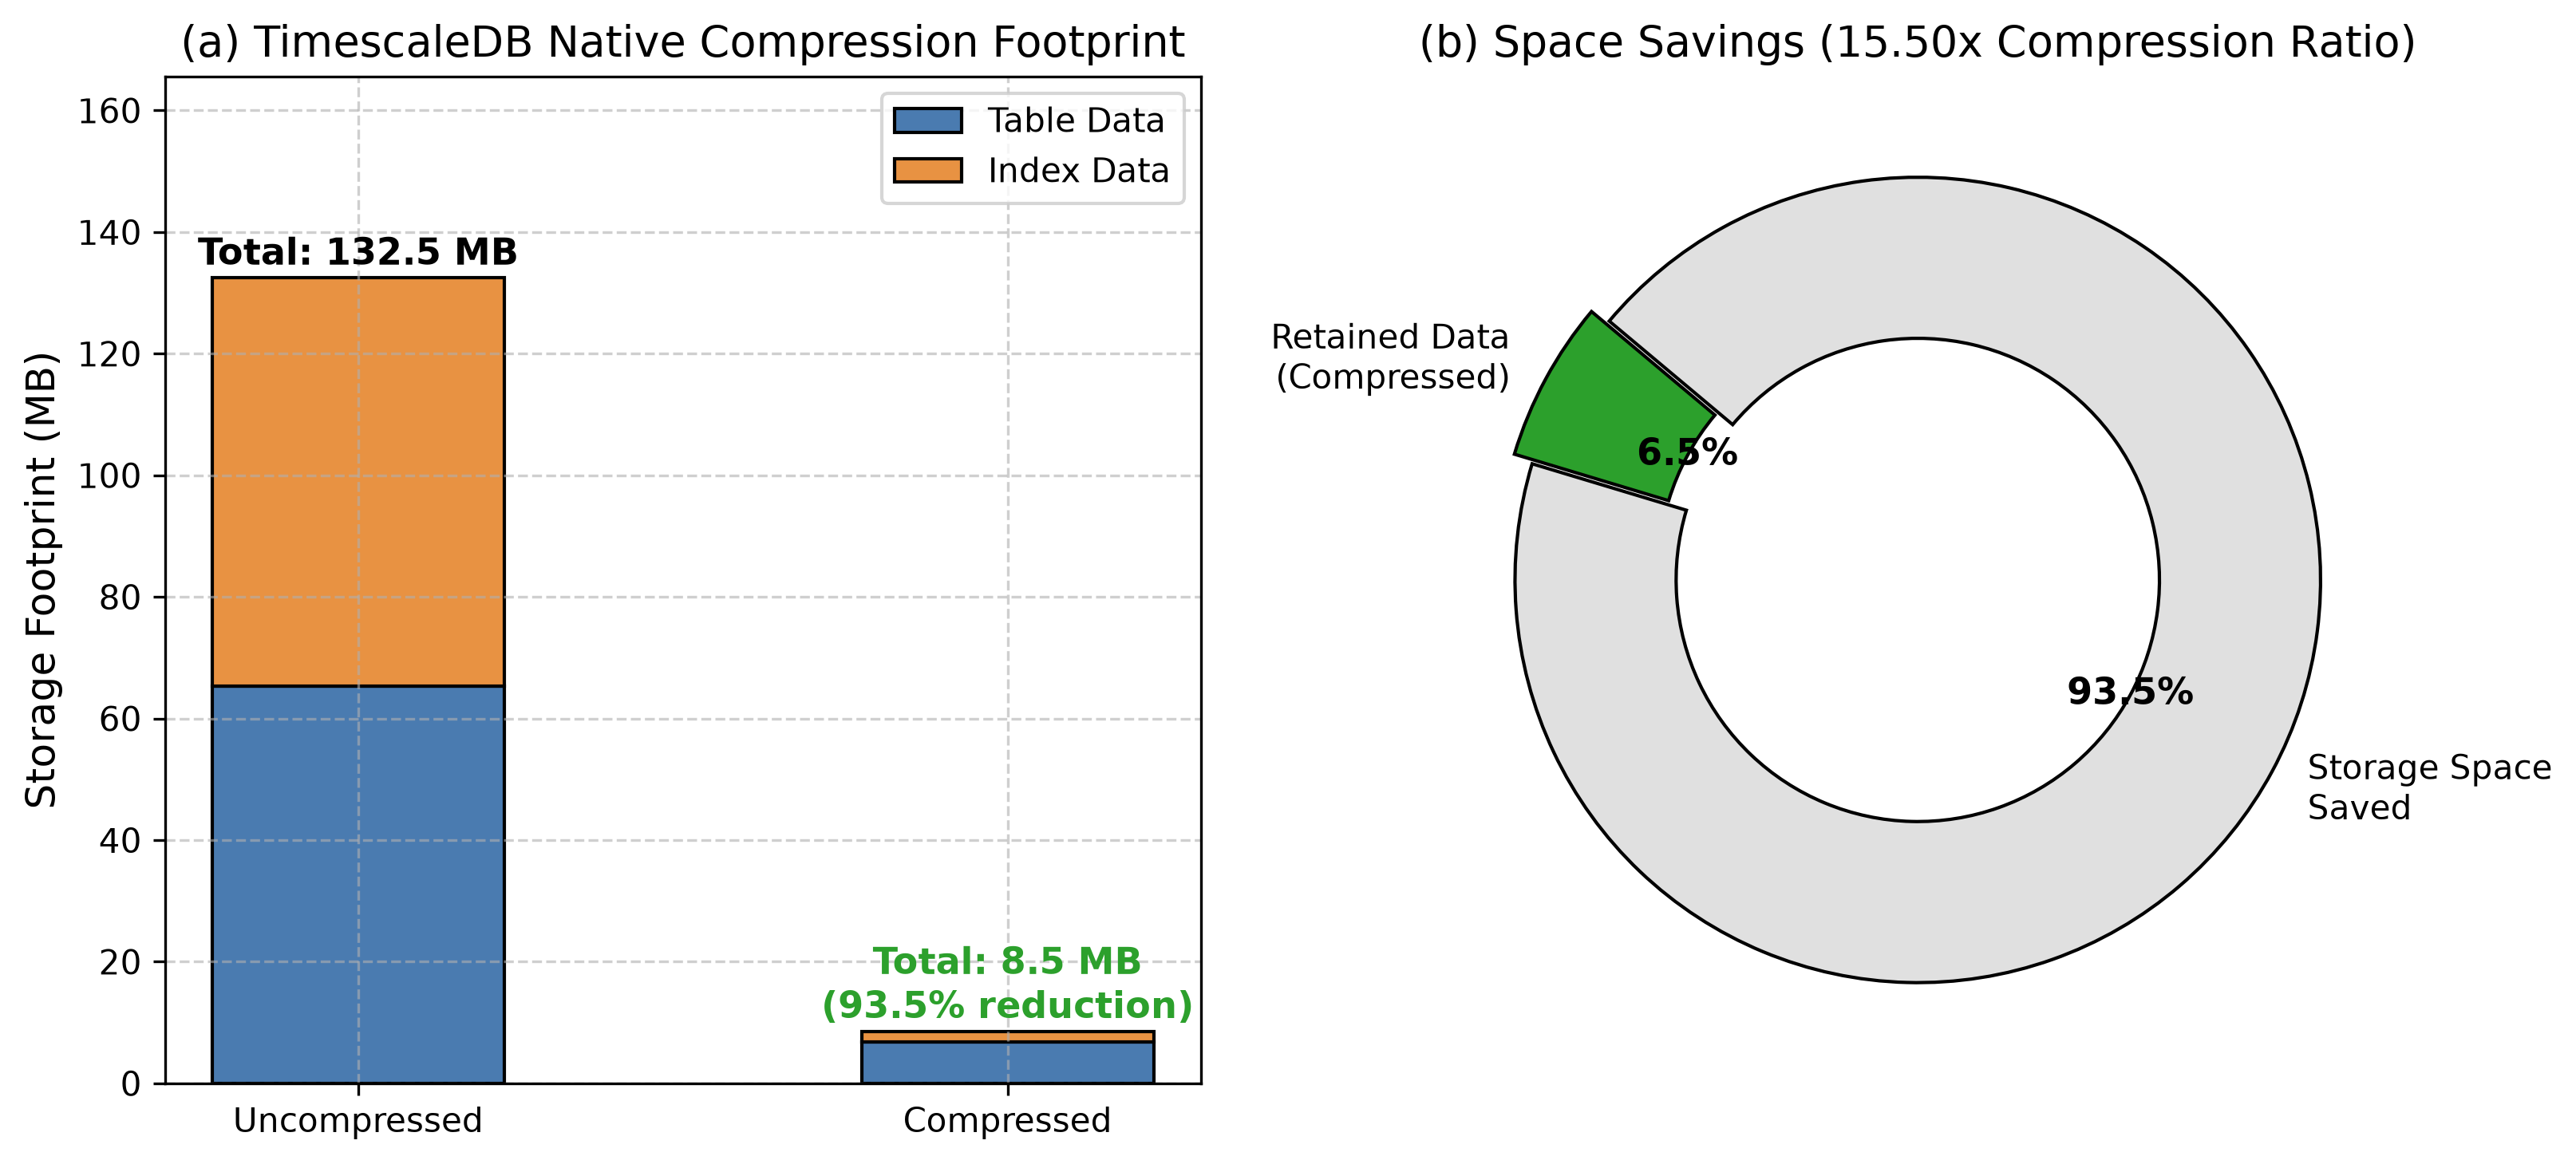 (a) TimescaleDB Native Compression Footprint
Storage Footprint (MB)
160
140
120
100
80
60
40
20
0
Table Data
Index Data
Total: 132.5 MB
Total: 8.5 MB
(93.5% reduction)
Uncompressed
Compressed
(b) Space Savings (15.50x Compression Ratio)
Retained Data
(Compressed)
6.5%
93.5%
Storage Space
Saved